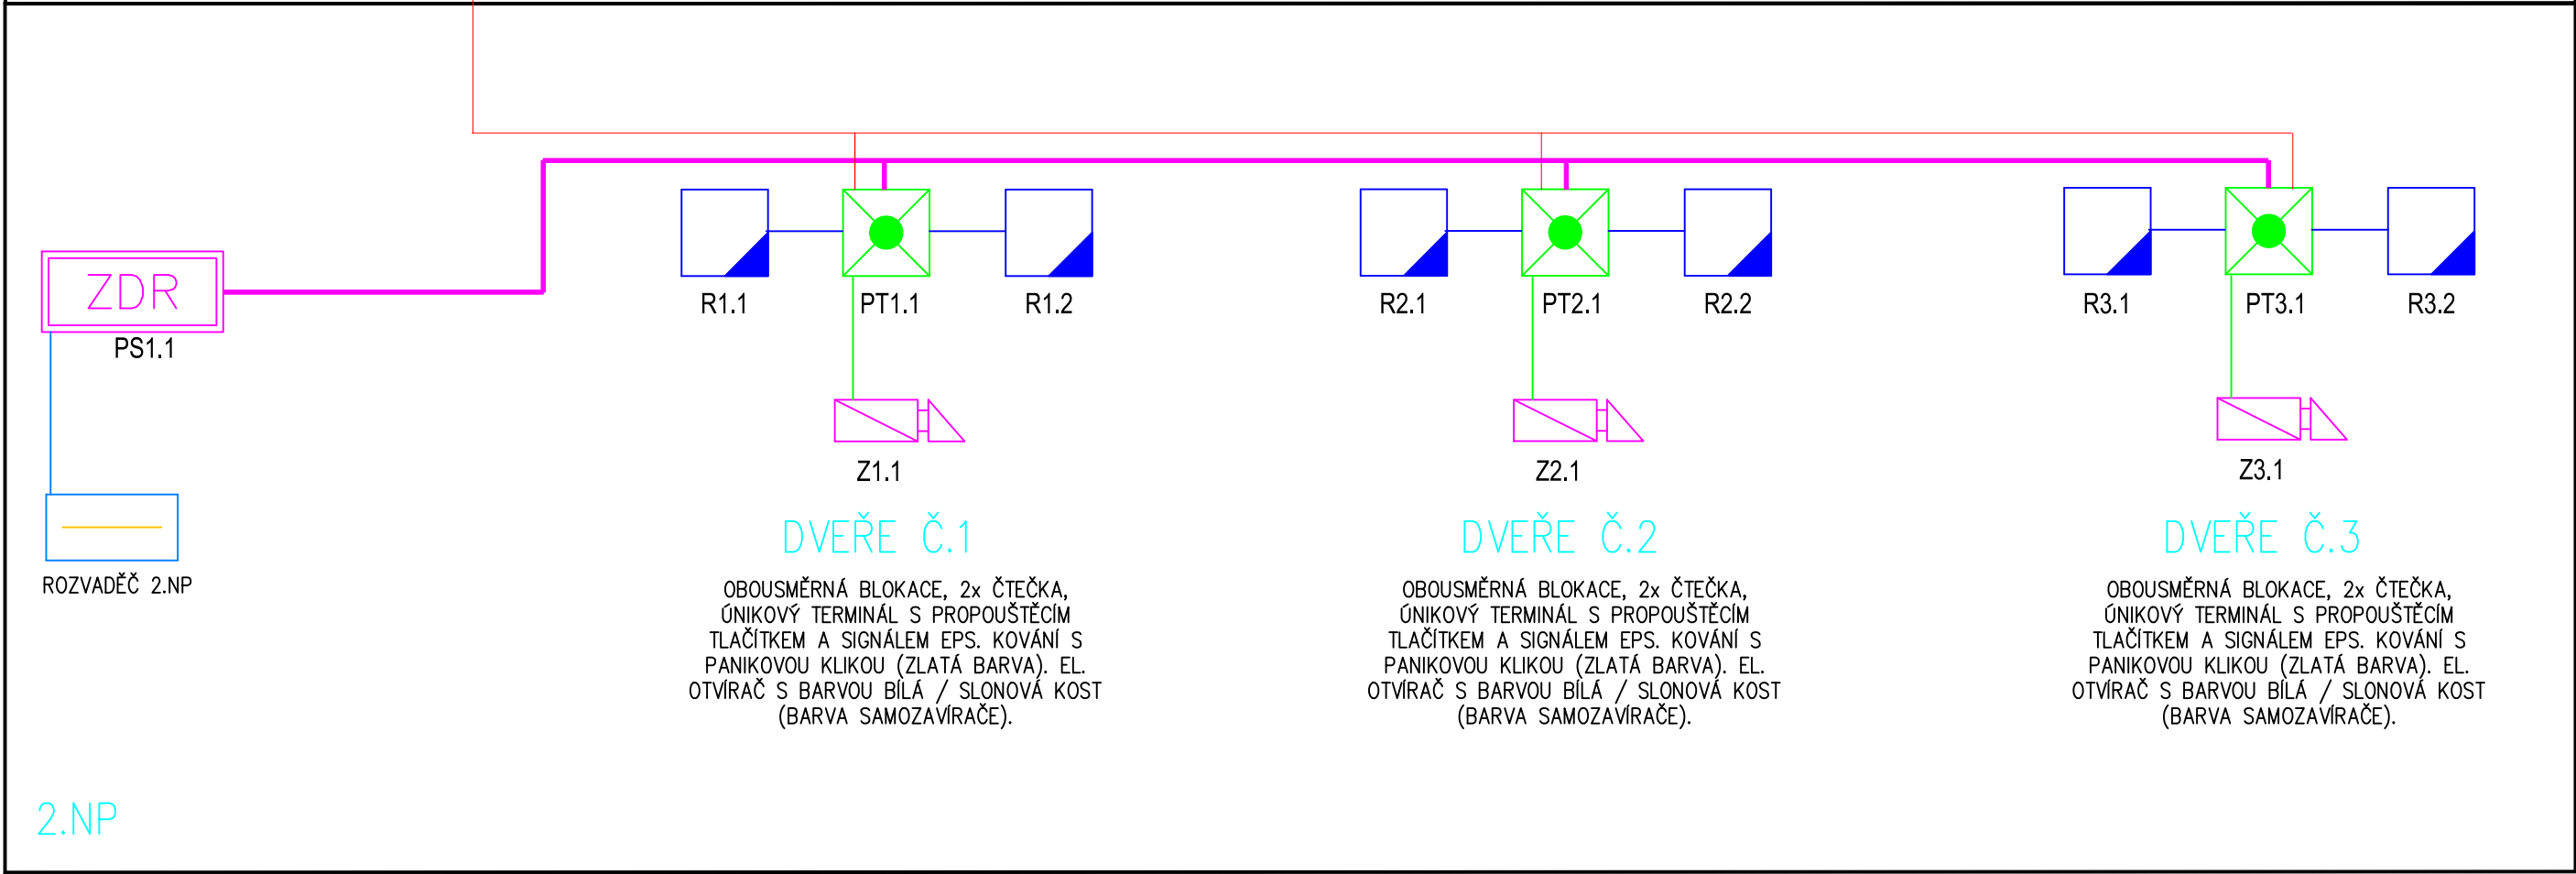 ZDR
PS1.1
ROZVADĚČ 2.NP
R1.1
PT1.1
R1.2
Z1.1
DVEŘE Č.1
OBOUSMĚRNÁ BLOKACE, 2x ČTEČKA,
ÚNIKOVÝ TERMINÁL S PROPOUŠTĚCÍM
TLAČÍTKEM A SIGNÁLEM EPS. KOVÁNÍ S
PANIKOVOU KLIKOU (ZLATÁ BARVA). EL.
OTVÍRAČ S BARVOU BÍLÁ / SLONOVÁ KOST
(BARVA SAMOZAVÍRAČE).
R2.1
PT2.1
R2.2
Z2.1
DVEŘE Č.2
OBOUSMĚRNÁ BLOKACE, 2x ČTEČKA,
ÚNIKOVÝ TERMINÁL S PROPOUŠTĚCÍM
TLAČÍTKEM A SIGNÁLEM EPS. KOVÁNÍ S
PANIKOVOU KLIKOU (ZLATÁ BARVA). EL.
OTVÍRAČ S BARVOU BÍLÁ / SLONOVÁ KOST
(BARVA SAMOZAVÍRAČE).
R3.1
PT3.1
R3.2
Z3.1
DVEŘE Č.3
OBOUSMĚRNÁ BLOKACE, 2x ČTEČKA,
ÚNIKOVÝ TERMINÁL S PROPOUŠTĚCÍM
TLAČÍTKEM A SIGNÁLEM EPS. KOVÁNÍ S
PANIKOVOU KLIKOU (ZLATÁ BARVA). EL.
OTVÍRAČ S BARVOU BÍLÁ / SLONOVÁ KOST
(BARVA SAMOZAVÍRAČE).
2.NP